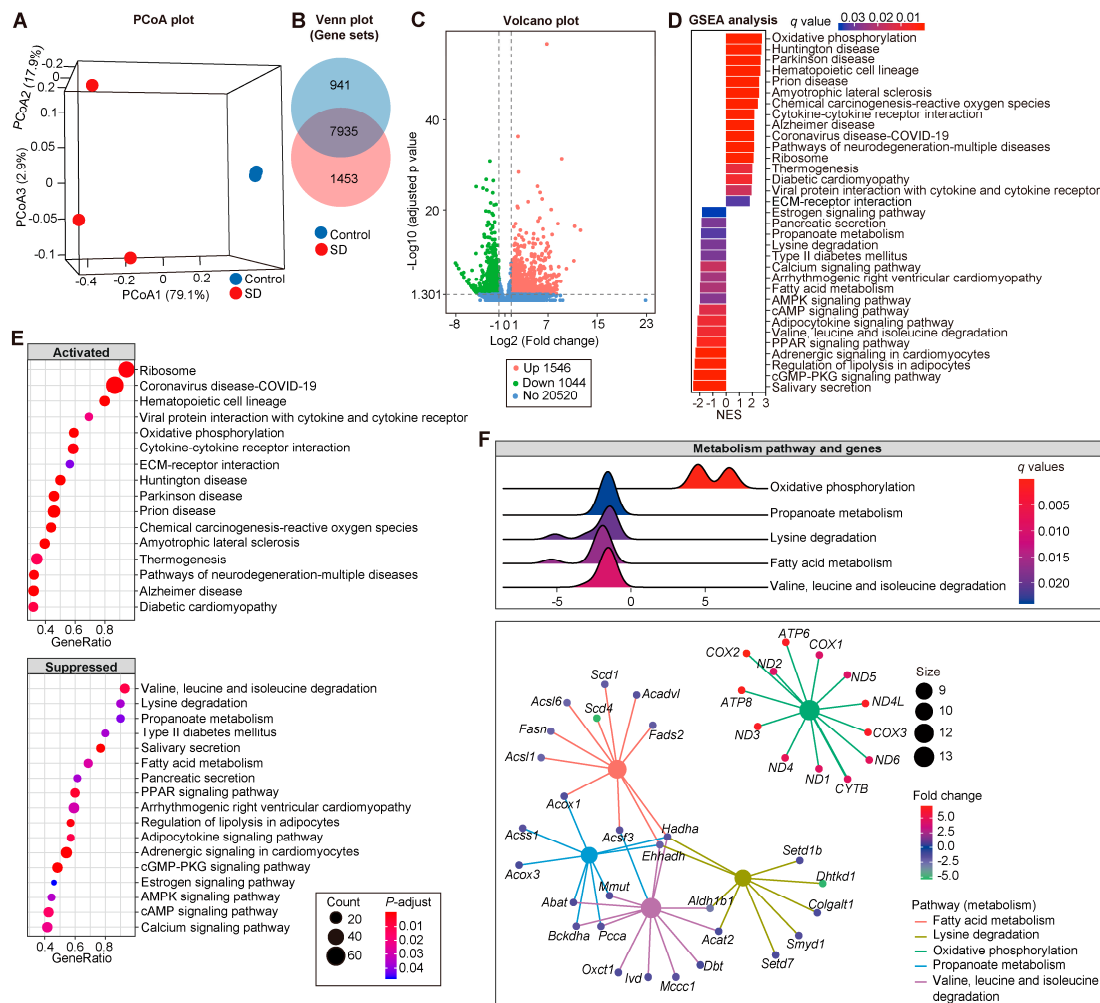 A
PCoA plot
-0.2
0
0.2
PCoA2 (17.9%)
0.1
0.05
0
-0.05
-0.1
PCoA3 (2.9%)
-0.4 -0.2 0 0.2
PCoA1 (79.1%)
Control
SD
B
Venn plot
(Gene sets)
941
7935
1453
Control
SD
C
Volcano plot
-Log10 (adjusted p value)
40
20
1.301
-8 -1 0 1 7 15 23
Log2 (Fold change)
Up 1546
Down 1044
No 20520
D
GSEA analysis
q value
0.03 0.02 0.01
Oxidative phosphorylation
Huntington disease
Parkinson disease
Hematopoietic cell lineage
Prion disease
Amyotrophic lateral sclerosis
Chemical carcinogenesis-reactive oxygen species
Cytokine-cytokine receptor interaction
Alzheimer disease
Coronavirus disease-COVID-19
Pathways of neurodegeneration-multiple diseases
Ribosome
Thermogenesis
Diabetic cardiomyopathy
Viral protein interaction with cytokine and cytokine receptor
ECM-receptor interaction
Estrogen signaling pathway
Pancreatic secretion
Propanoate metabolism
Lysine degradation
Type II diabetes mellitus
Calcium signaling pathway
Arrhythmogenic right ventricular cardiomyopathy
Fatty acid metabolism
AMPK signaling pathway
cAMP signaling pathway
Adipocytokine signaling pathway
Valine, leucine and isoleucine degradation
PPAR signaling pathway
Adrenergic signaling in cardiomyocytes
Regulation of lipolysis in adipocytes
cGMP-PKG signaling pathway
Salivary secretion
-2 -1 0 1 2 3
NES
E
Activated
Ribosome
Coronavirus disease-COVID-19
Hematopoietic cell lineage
Viral protein interaction with cytokine and cytokine receptor
Oxidative phosphorylation
Cytokine-cytokine receptor interaction
ECM-receptor interaction
Huntington disease
Parkinson disease
Prion disease
Chemical carcinogenesis-reactive oxygen species
Amyotrophic lateral sclerosis
Thermogenesis
Pathways of neurodegeneration-multiple diseases
Alzheimer disease
Diabetic cardiomyopathy
0.4 0.6 0.8
GeneRatio
Suppressed
Valine, leucine and isoleucine degradation
Lysine degradation
Propanoate metabolism
Type II diabetes mellitus
Salivary secretion
Fatty acid metabolism
Pancreatic secretion
PPAR signaling pathway
Arrhythmogenic right ventricular cardiomyopathy
Regulation of lipolysis in adipocytes
Adipocytokine signaling pathway
Adrenergic signaling in cardiomyocytes
cGMP-PKG signaling pathway
Estrogen signaling pathway
AMPK signaling pathway
cAMP signaling pathway
Calcium signaling pathway
0.4 0.6 0.8
GeneRatio
Count
20
40
60
P-adjust
0.01
0.02
0.03
0.04
F
Metabolism pathway and genes
Oxidative phosphorylation
Propanoate metabolism
Lysine degradation
Fatty acid metabolism
Valine, leucine and isoleucine degradation
-5 0 5
q values
0.005
0.010
0.015
0.020
ATP6
COX1
COX2
ND2
ND5
ATP8
ND4L
ND3
COX3
ND4
ND1
ND6
CYTB
Scd1
Acsl6
Scd4
Acadvl
Fasn
Fads2
Acsl1
Acox1
Acss1
Acsf3
Hadha
Ehhadh
Acox3
Mmut
Abat
Aldh1b1
Bckdha
Pcca
Acat2
Oxct1
Ivd
Mccc1
Dbt
Setd1b
Dhtkd1
Colgalt1
Smyd1
Setd7
Size
9
10
12
13
Fold change
5.0
2.5
0.0
-2.5
-5.0
Pathway (metabolism)
Fatty acid metabolism
Lysine degradation
Oxidative phosphorylation
Propanoate metabolism
Valine, leucine and isoleucine
degradation